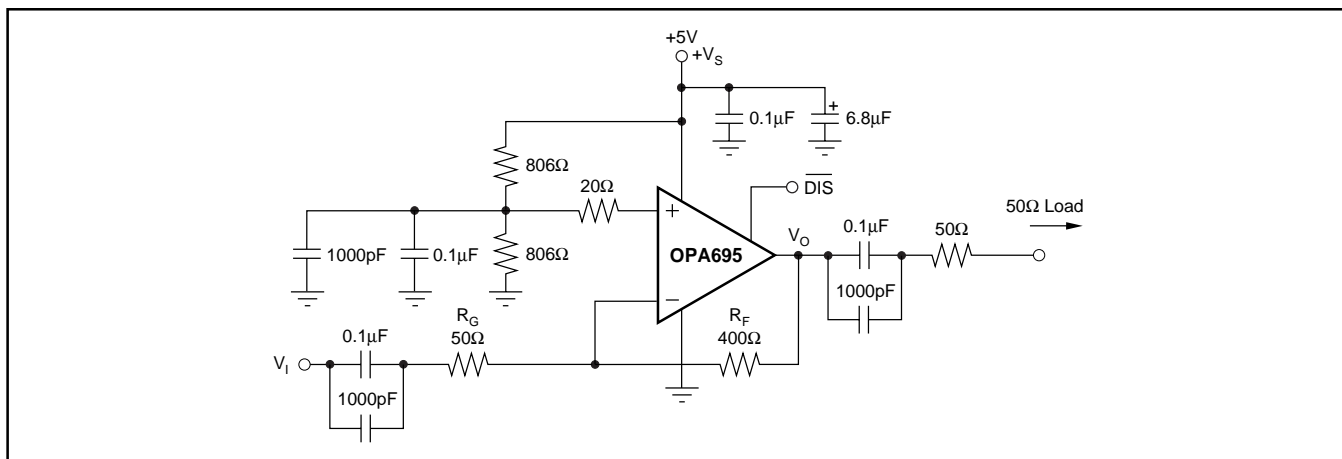 +5V
+V_S
0.1µF
6.8µF
806Ω
20Ω
DIS
50Ω Load
1000pF
0.1µF
806Ω
+
OPA695
−
V_O
0.1µF
50Ω
1000pF
R_G
50Ω
R_F
400Ω
0.1µF
V_I
1000pF
+